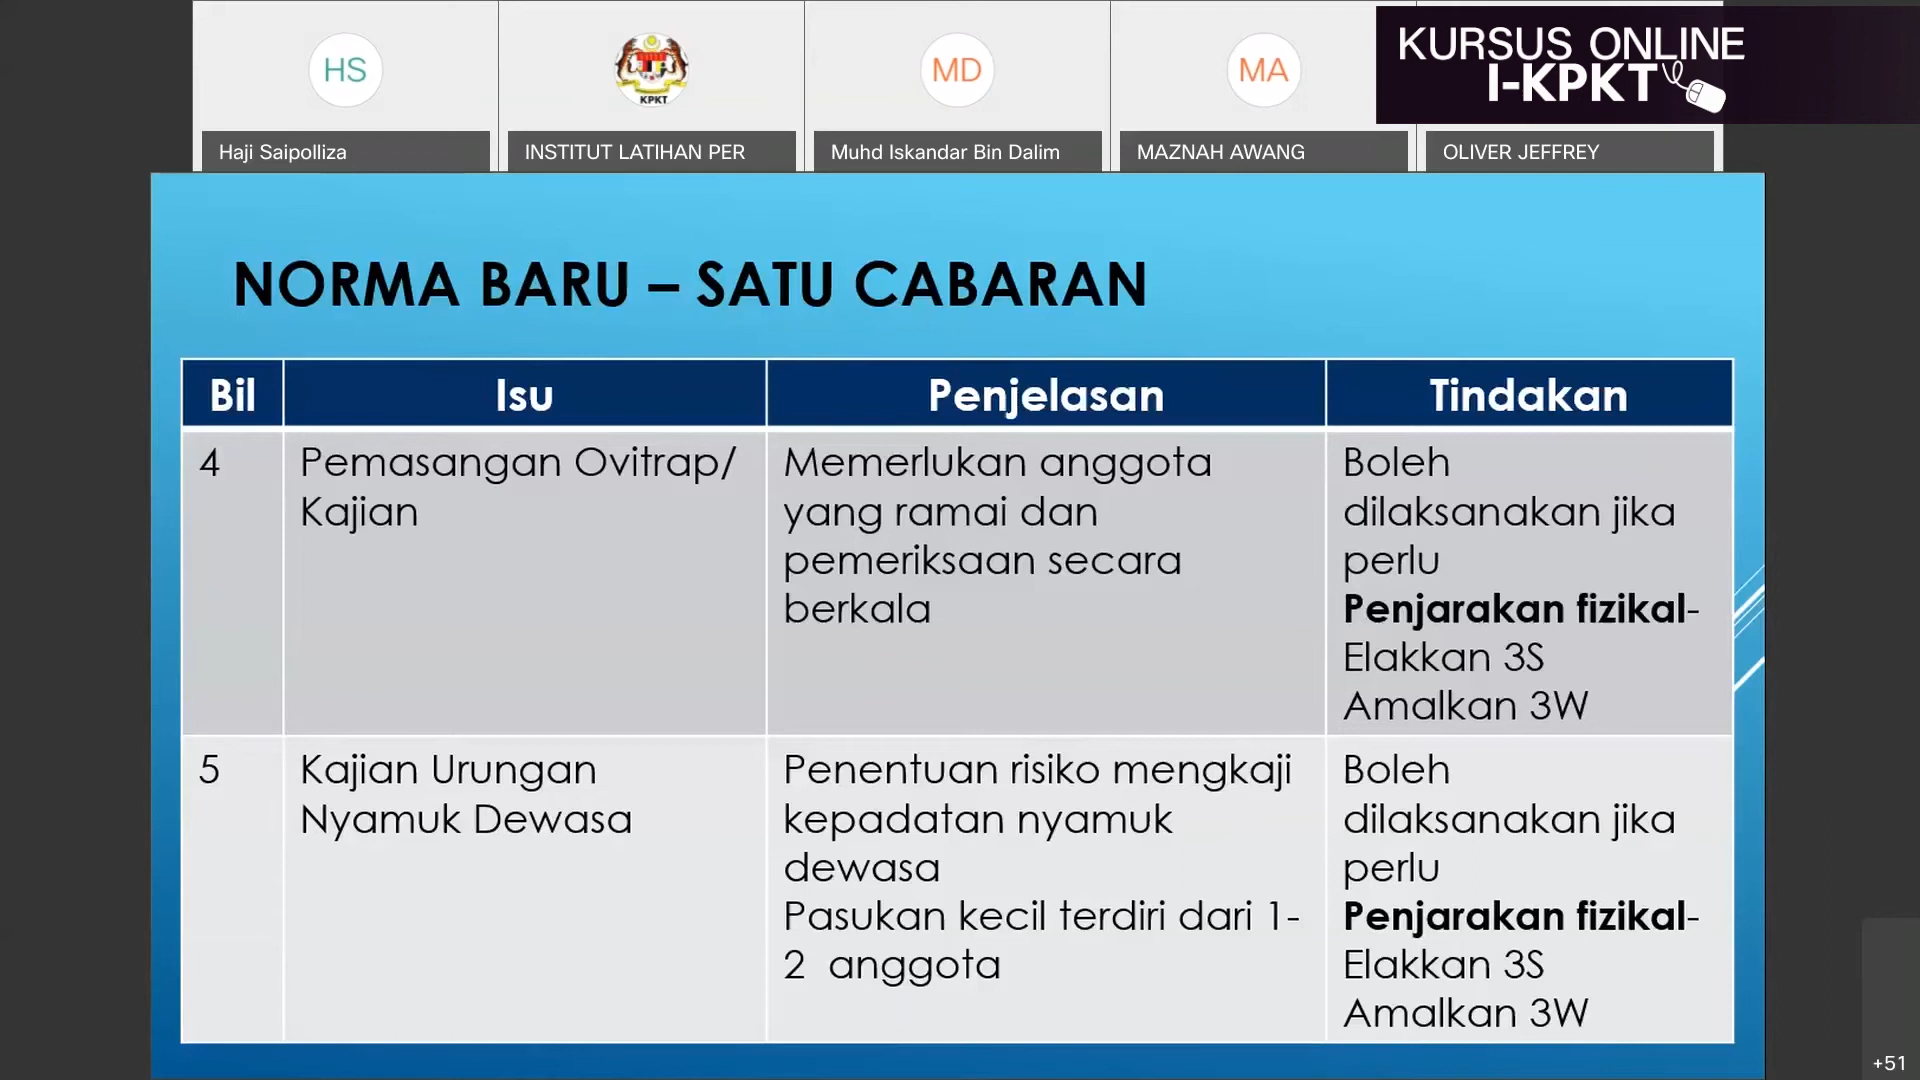 HS
KPKT
MD
MA
KURSUS ONLINE
I-KPKT
Haji Saipolliza
INSTITUT LATIHAN PER
Muhd Iskandar Bin Dalim
MAZNAH AWANG
OLIVER JEFFREY
NORMA BARU – SATU CABARAN
Bil
Isu
Penjelasan
Tindakan
4
Pemasangan Ovitrap/
Kajian
Memerlukan anggota
yang ramai dan
pemeriksaan secara
berkala
Boleh
dilaksanakan jika
perlu
Penjarakan fizikal-
Elakkan 3S
Amalkan 3W
5
Kajian Urungan
Nyamuk Dewasa
Penentuan risiko mengkaji
kepadatan nyamuk
dewasa
Pasukan kecil terdiri dari 1-
2 anggota
Boleh
dilaksanakan jika
perlu
Penjarakan fizikal-
Elakkan 3S
Amalkan 3W
+51